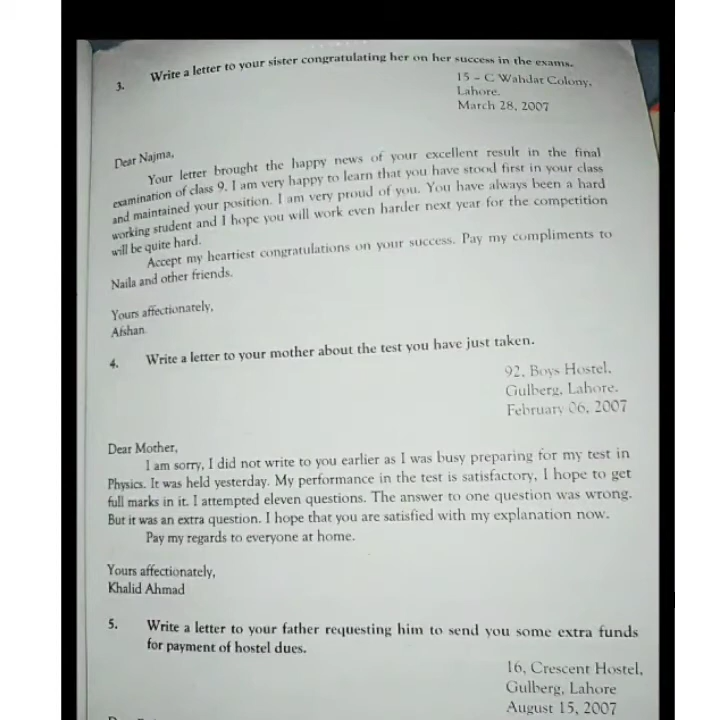 3. Write a letter to your sister congratulating her on her success in the exams.
15 - C Wahdat Colony,
Lahore.
March 28, 2007
Dear Najma,
Your letter brought the happy news of your excellent result in the final
examination of class 9. I am very happy to learn that you have stood first in your class
and maintained your position. I am very proud of you. You have always been a hard
working student and I hope you will work even harder next year for the competition
will be quite hard.
Accept my heartiest congratulations on your success. Pay my compliments to
Naila and other friends.
Yours affectionately,
Afshan
4. Write a letter to your mother about the test you have just taken.
92, Boys Hostel,
Gulberg, Lahore.
February 06, 2007
Dear Mother,
I am sorry, I did not write to you earlier as I was busy preparing for my test in
Physics. It was held yesterday. My performance in the test is satisfactory, I hope to get
full marks in it. I attempted eleven questions. The answer to one question was wrong.
But it was an extra question. I hope that you are satisfied with my explanation now.
Pay my regards to everyone at home.
Yours affectionately,
Khalid Ahmad
5. Write a letter to your father requesting him to send you some extra funds
for payment of hostel dues.
16, Crescent Hostel,
Gulberg, Lahore
August 15, 2007